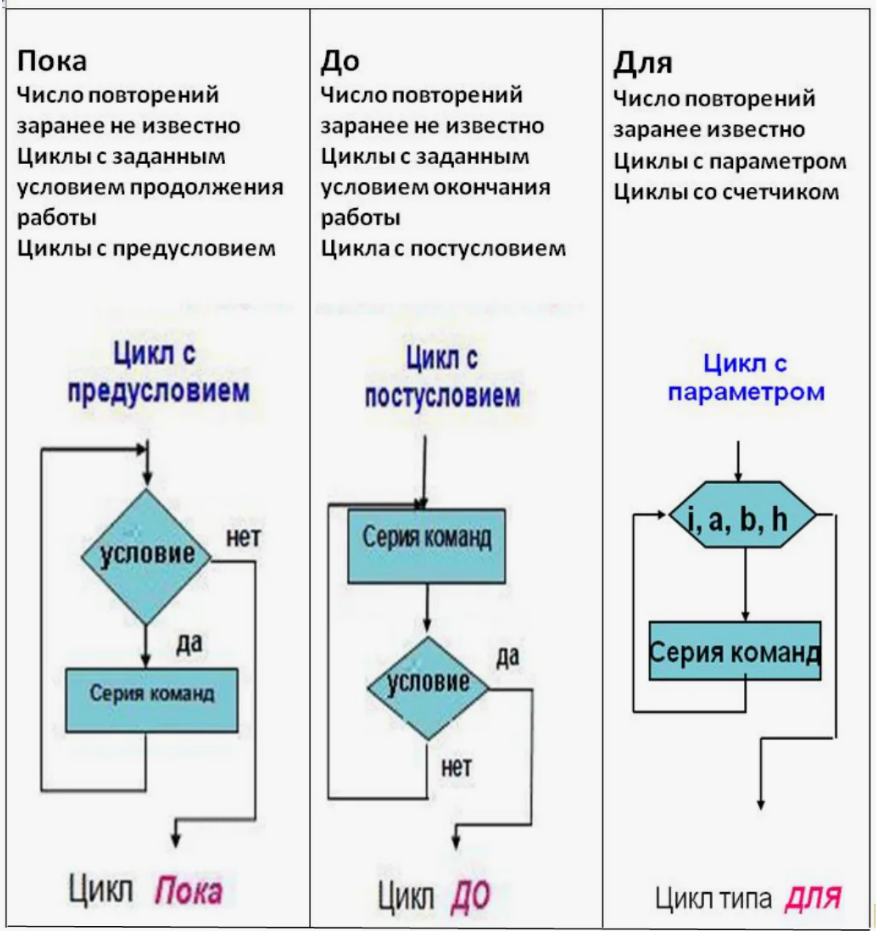 Пока
Число повторений
заранее не известно
Циклы с заданным
условием продолжения
работы
Циклы с предусловием
Цикл с
предусловием
условие
нет
да
Серия команд
Цикл Пока
До
Число повторений
заранее не известно
Циклы с заданным
условием окончания
работы
Цикла с постусловием
Цикл с
постусловием
Серия команд
условие
да
нет
Цикл ДО
Для
Число повторений
заранее известно
Циклы с параметром
Циклы со счетчиком
Цикл с
параметром
i, a, b, h
Серия команд
Цикл типа ДЛЯ